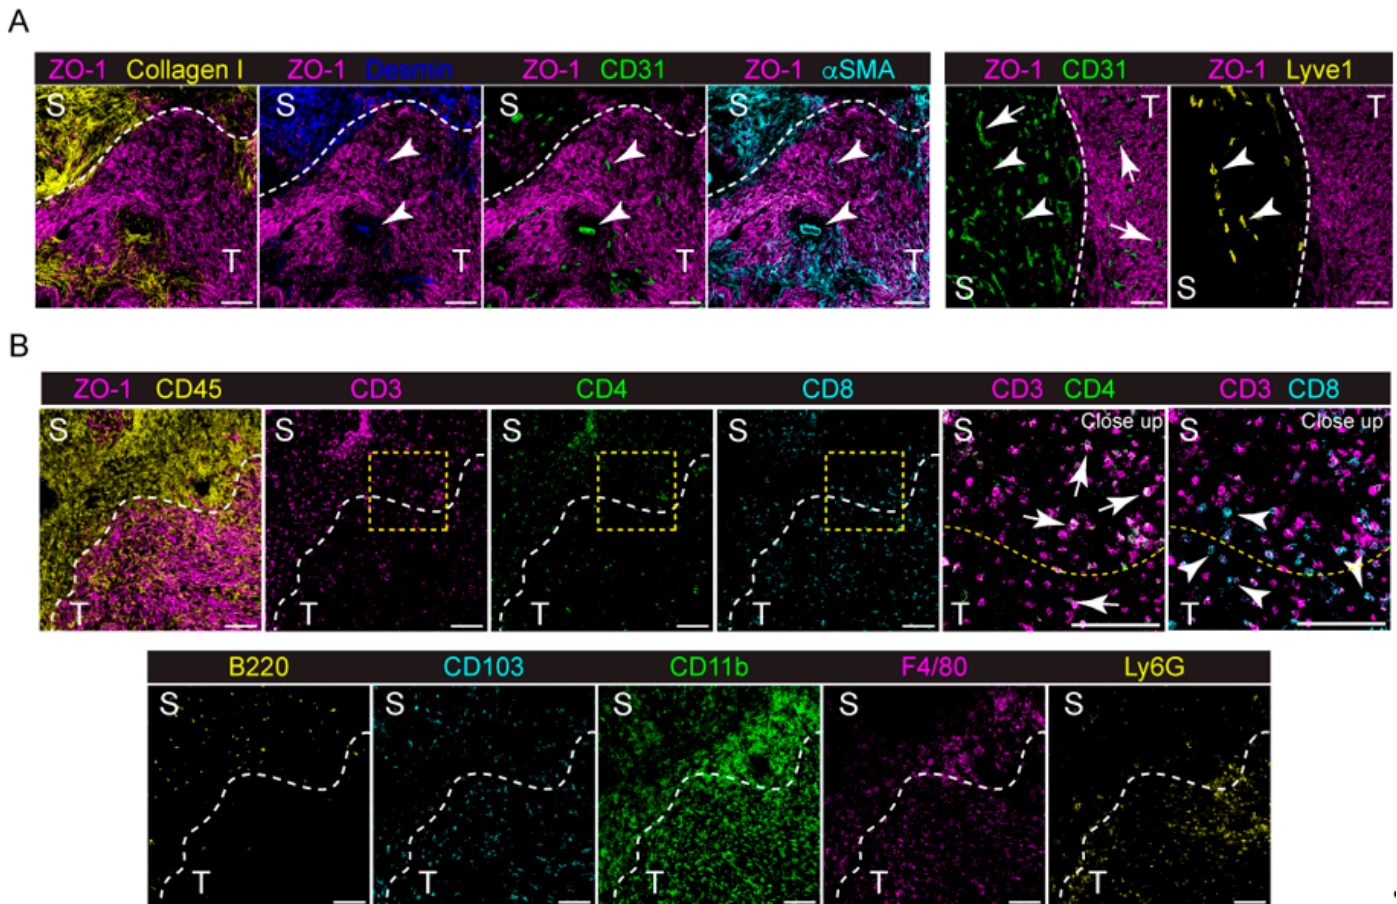 A
ZO-1 Collagen I ZO-1 Desmin ZO-1 CD31 ZO-1 αSMA ZO-1 CD31 ZO-1 Lyve1
S S S S T T
T T T T S S
B
ZO-1 CD45 CD3 CD4 CD8 CD3 CD4 CD3 CD8
S S S S S Close up S Close up
T T T T T T
B220 CD103 CD11b F4/80 Ly6G
S S S S S
T T T T T